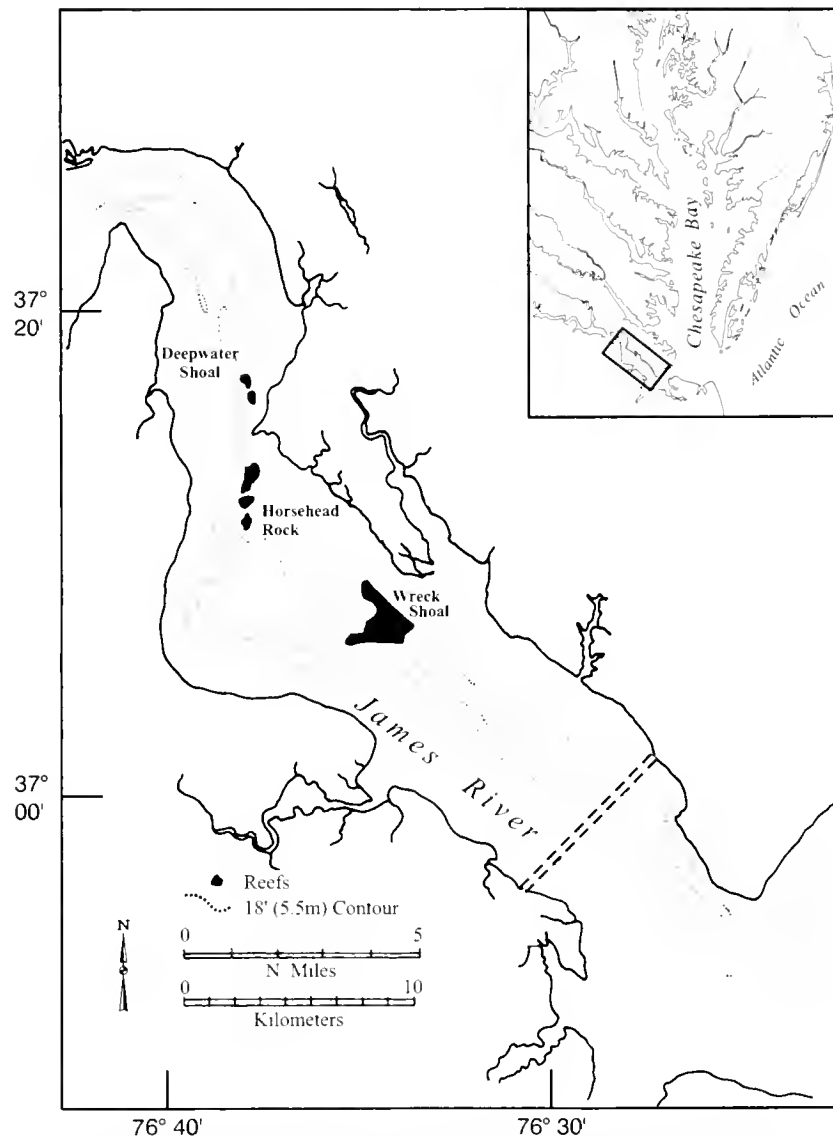 Chesapeake Bay
Atlantic Ocean
37°
20'
Deepwater
Shoal
Horsehead
Rock
Wreck
Shoal
James River
37°
00'
Reefs
18' (5.5m) Contour
N
0 5
N Miles
0 10
Kilometers
76° 40' 76° 30'